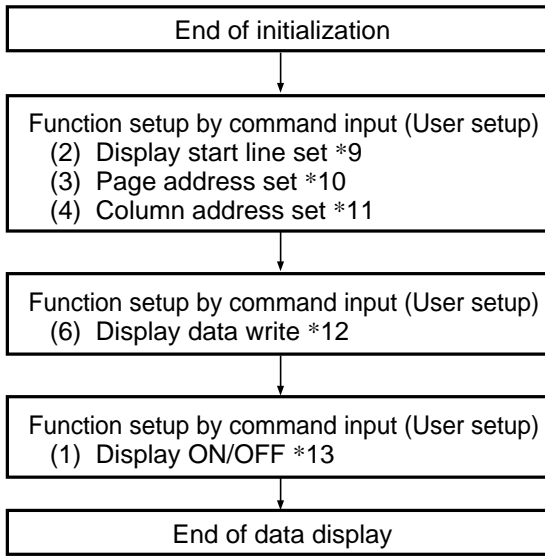 End of initialization
Function setup by command input (User setup)
(2) Display start line set *9
(3) Page address set *10
(4) Column address set *11
Function setup by command input (User setup)
(6) Display data write *12
Function setup by command input (User setup)
(1) Display ON/OFF *13
End of data display